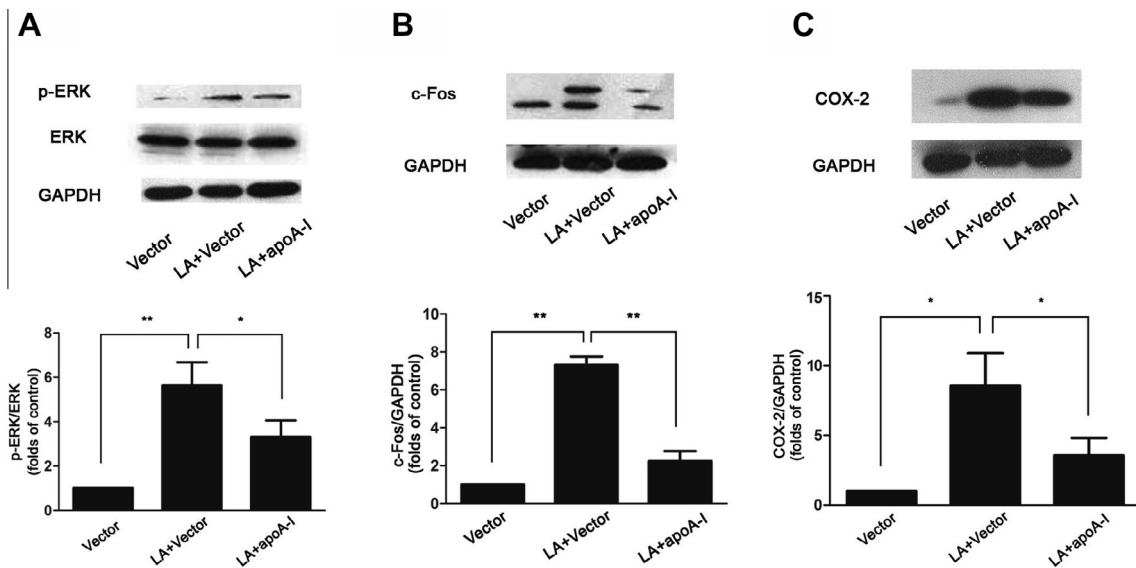 A
p-ERK
ERK
GAPDH
Vector
LA+Vector
LA+apoA-I
p-ERK/ERK
(folds of control)
8
6
4
2
0
**
*
Vector
LA+Vector
LA+apoA-I
B
c-Fos
GAPDH
Vector
LA+Vector
LA+apoA-I
c-Fos/GAPDH
(folds of control)
10
8
6
4
2
0
**
**
Vector
LA+Vector
LA+apoA-I
C
COX-2
GAPDH
Vector
LA+Vector
LA+apoA-I
COX-2/GAPDH
(folds of control)
15
10
5
0
*
*
Vector
LA+Vector
LA+apoA-I